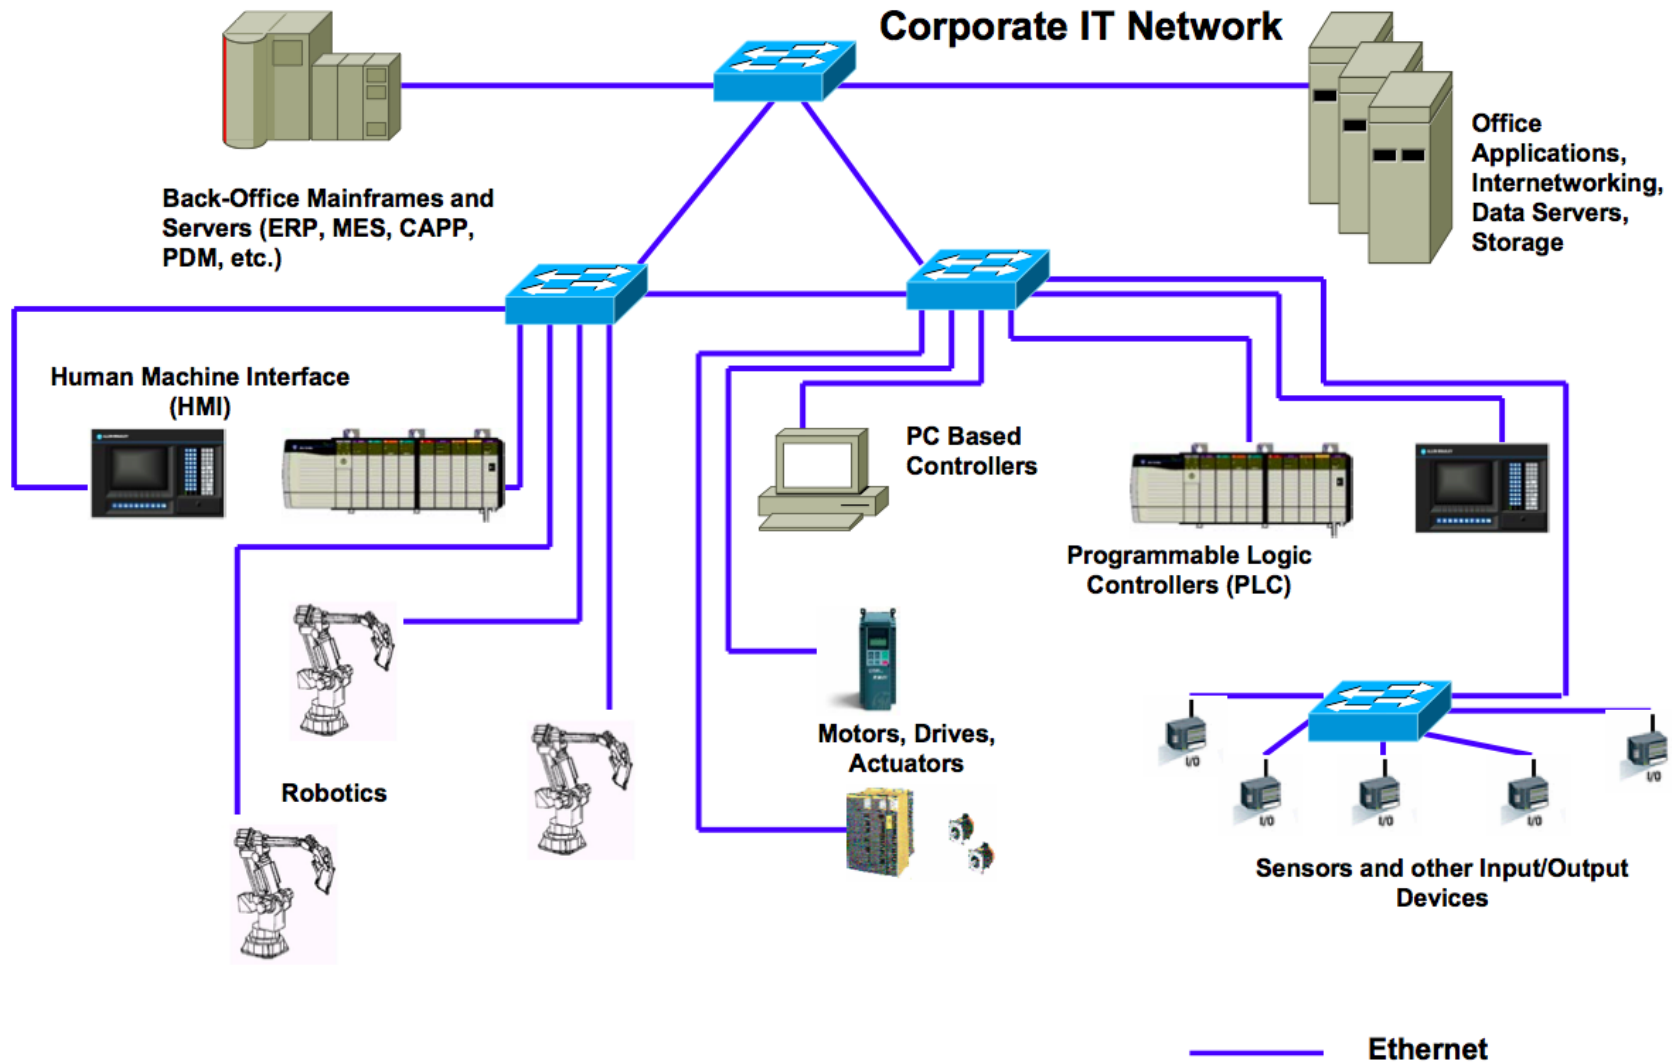 Corporate IT Network
Office
Applications,
Internetworking,
Data Servers,
Storage
Back-Office Mainframes and
Servers (ERP, MES, CAPP,
PDM, etc.)
Human Machine Interface
(HMI)
PC Based
Controllers
Programmable Logic
Controllers (PLC)
Motors, Drives,
Actuators
Robotics
I/O
I/O
I/O
I/O
I/O
Sensors and other Input/Output
Devices
Ethernet